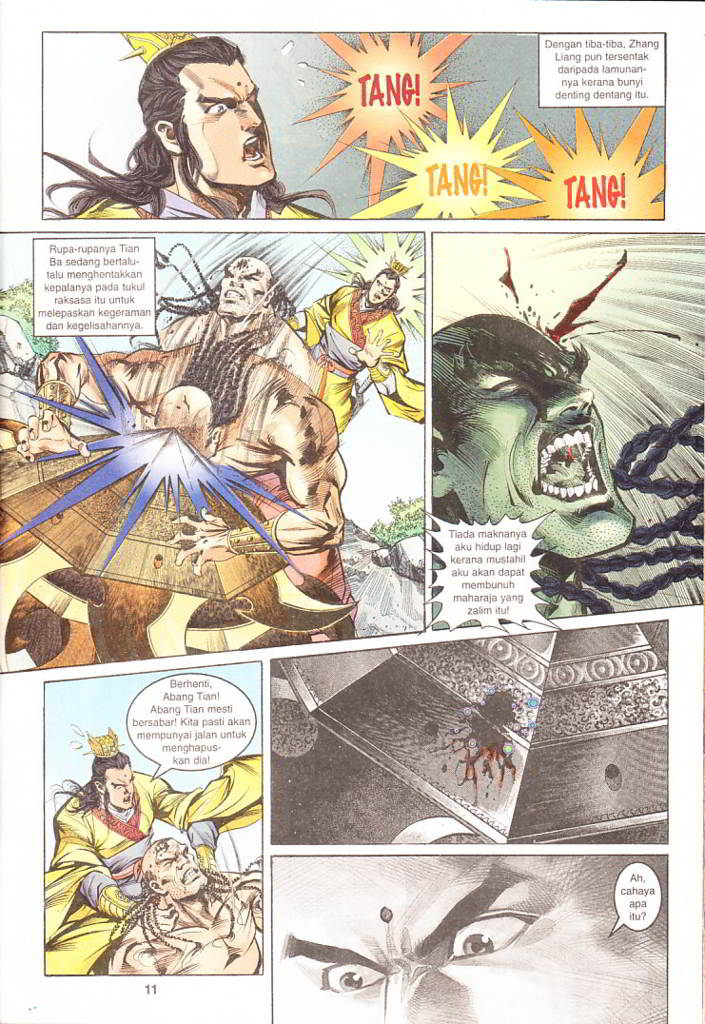 TANG!
TANG!
TANG!
Dengan tiba-tiba, Zhang
Liang pun tersentak
daripada lamunan-
nya kerana bunyi
denting dentang itu.
Rupa-rupanya Tian
Ba sedang bertalu-
talu menghentakkan
kepalanya pada tukul
raksasa itu untuk
melepaskan kegeraman
dan kegelisahannya.
Tiada maknanya
aku hidup lagi
kerana mustahil
aku akan dapat
membunuh
maharaja yang
zalim itu!
Berhenti,
Abang Tian!
Abang Tian mesti
bersabar! Kita pasti akan
mempunyai jalan untuk
menghapus-
kan dia!
Ah,
cahaya
apa
itu?
11